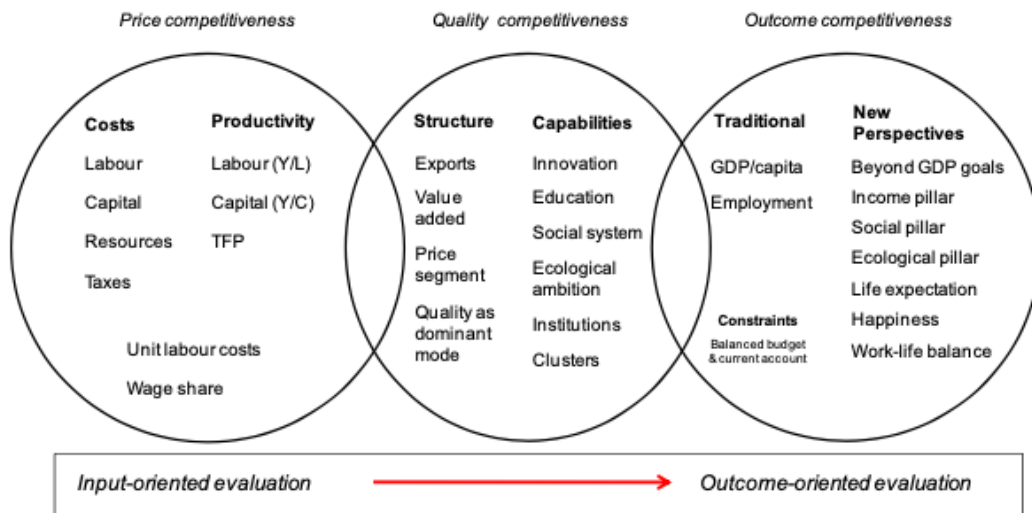 Price competitiveness
Quality competitiveness
Outcome competitiveness
Costs
Labour
Capital
Resources
Taxes
Productivity
Labour (Y/L)
Capital (Y/C)
TFP
Unit labour costs
Wage share
Structure
Exports
Value
added
Price
segment
Quality as
dominant
mode
Capabilities
Innovation
Education
Social system
Ecological
ambition
Institutions
Clusters
Traditional
GDP/capita
Employment
Constraints
Balanced budget
& current account
New
Perspectives
Beyond GDP goals
Income pillar
Social pillar
Ecological pillar
Life expectation
Happiness
Work-life balance
Input-oriented evaluation
Outcome-oriented evaluation